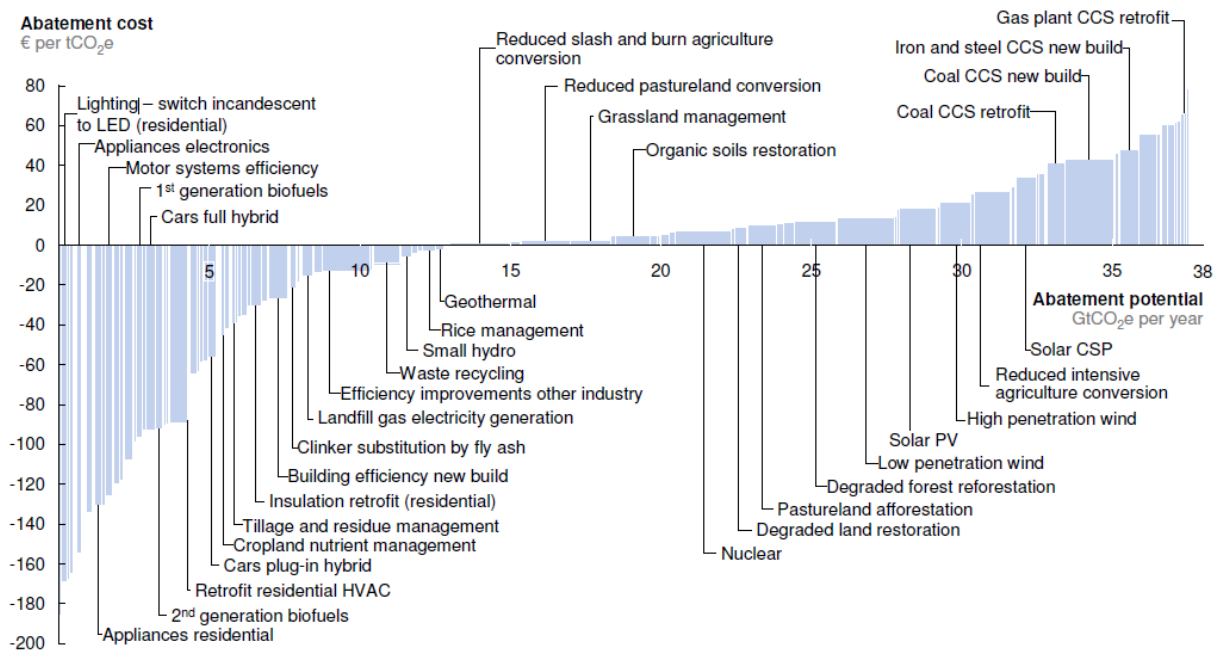 Abatement cost
€ per tCO2e
Gas plant CCS retrofit
Iron and steel CCS new build
Coal CCS new build
Coal CCS retrofit
Reduced slash and burn agriculture
conversion
Reduced pastureland conversion
Grassland management
Organic soils restoration
Lighting – switch incandescent
to LED (residential)
Appliances electronics
Motor systems efficiency
1st generation biofuels
Cars full hybrid
80
60
40
20
0
-20
-40
-60
-80
-100
-120
-140
-160
-180
-200
5
10
15
20
25
30
35
38
Abatement potential
GtCO2e per year
Geothermal
Rice management
Small hydro
Waste recycling
Efficiency improvements other industry
Landfill gas electricity generation
Clinker substitution by fly ash
Building efficiency new build
Insulation retrofit (residential)
Tillage and residue management
Cropland nutrient management
Cars plug-in hybrid
Retrofit residential HVAC
2nd generation biofuels
Appliances residential
Solar CSP
Reduced intensive
agriculture conversion
High penetration wind
Solar PV
Low penetration wind
Degraded forest reforestation
Pastureland afforestation
Degraded land restoration
Nuclear